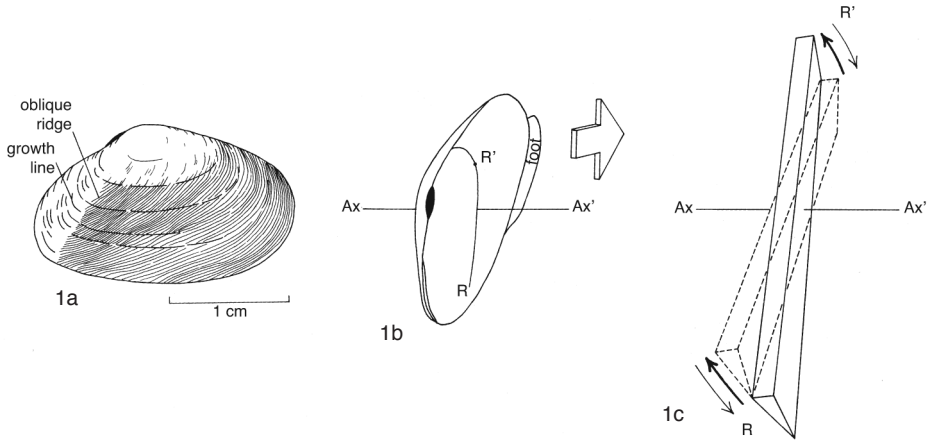 oblique
ridge
growth
line
1a
1 cm
Ax
Ax'
R'
R
foot
1b
Ax
Ax'
R'
R
1c